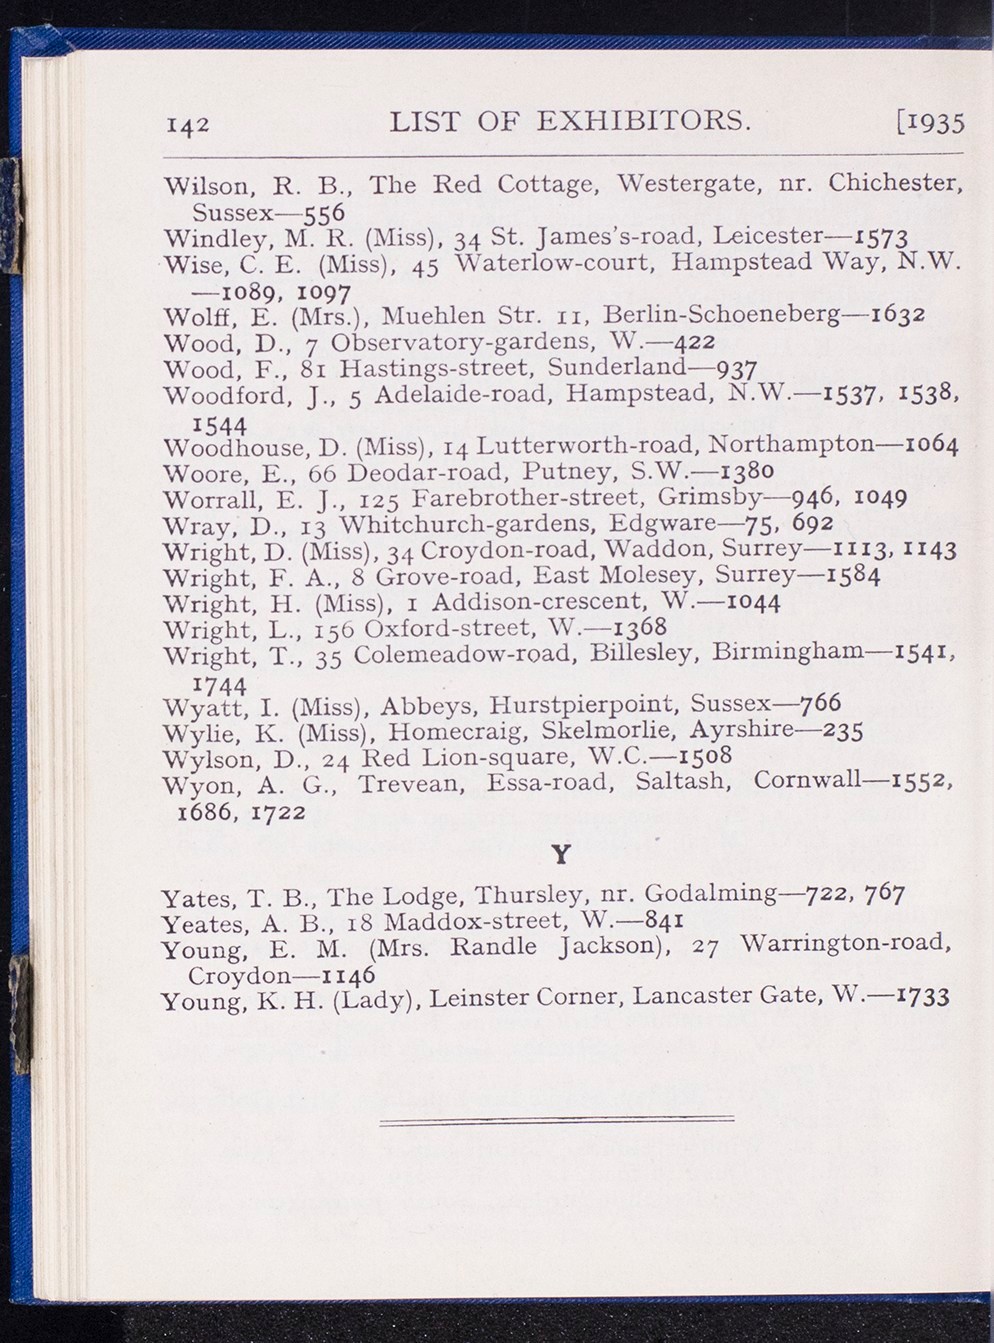 142 LIST OF EXHIBITORS. [1935
Wilson, R. B., The Red Cottage, Westergate, nr. Chichester,
Sussex—556
Windley, M. R. (Miss), 34 St. James's-road, Leicester—1573
Wise, C. E. (Miss), 45 Waterlow-court, Hampstead Way, N.W.
—1089, 1097
Wolff, E. (Mrs.), Muehlen Str. 11, Berlin-Schoeneberg—1632
Wood, D., 7 Observatory-gardens, W.—422
Wood, F., 81 Hastings-street, Sunderland—937
Woodford, J., 5 Adelaide-road, Hampstead, N.W.—1537, 1538,
1544
Woodhouse, D. (Miss), 14 Lutterworth-road, Northampton—1064
Woore, E., 66 Deodar-road, Putney, S.W.—1380
Worrall, E. J., 125 Farebrother-street, Grimsby—946, 1049
Wray, D., 13 Whitchurch-gardens, Edgware—75, 692
Wright, D. (Miss), 34 Croydon-road, Waddon, Surrey—1113, 1143
Wright, F. A., 8 Grove-road, East Molesey, Surrey—1584
Wright, H. (Miss), 1 Addison-crescent, W.—1044
Wright, L., 156 Oxford-street, W.—1368
Wright, T., 35 Colemeadow-road, Billesley, Birmingham—1541,
1744
Wyatt, I. (Miss), Abbeys, Hurstpierpoint, Sussex—766
Wylie, K. (Miss), Homecraig, Skelmorlie, Ayrshire—235
Wylson, D., 24 Red Lion-square, W.C.—1508
Wyon, A. G., Trevean, Essa-road, Saltash, Cornwall—1552,
1686, 1722
Y
Yates, T. B., The Lodge, Thursley, nr. Godalming—722, 767
Yeates, A. B., 18 Maddox-street, W.—841
Young, E. M. (Mrs. Randle Jackson), 27 Warrington-road,
Croydon—1146
Young, K. H. (Lady), Leinster Corner, Lancaster Gate, W.—1733